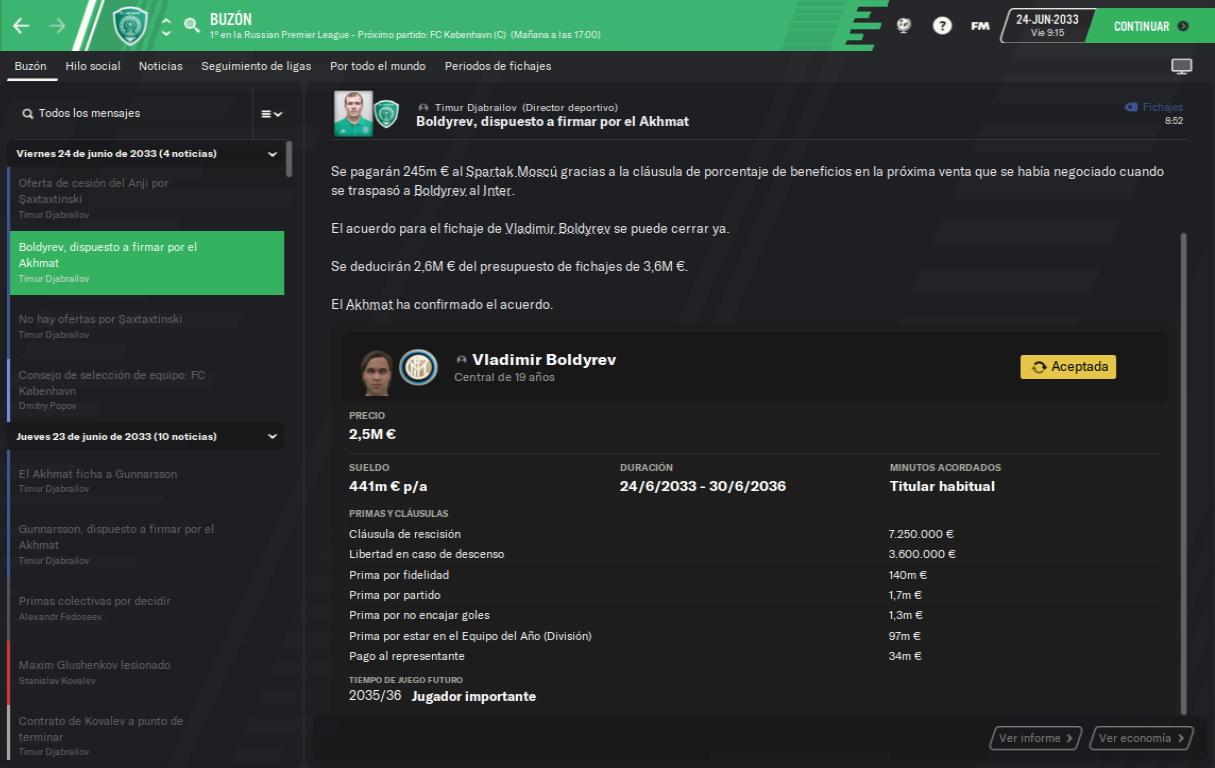 BUZÓN
1º en la Russian Premier League - Próximo partido: FC København (C) (Mañana a las 17:00)
FM
24-JUN-2033
Vie 9:15
CONTINUAR
Buzón
Hilo social
Noticias
Seguimiento de ligas
Por todo el mundo
Periodos de fichajes
Todos los mensajes
Viernes 24 de junio de 2033 (4 noticias)
Oferta de cesión del Anji por
Şaxtaxtinski
Timur Djabrailov
Boldyrev, dispuesto a firmar por el
Akhmat
Timur Djabrailov
No hay ofertas por Şaxtaxtinski
Timur Djabrailov
Consejo de selección de equipo: FC
København
Dmitry Popov
Jueves 23 de junio de 2033 (10 noticias)
El Akhmat ficha a Gunnarsson
Timur Djabrailov
Gunnarsson, dispuesto a firmar por el
Akhmat
Timur Djabrailov
Primas colectivas por decidir
Alexandr Fedoseev
Maxim Glushenkov lesionado
Stanislav Kovalev
Contrato de Kovalev a punto de
terminar
Timur Djabrailov
Timur Djabrailov (Director deportivo)
Boldyrev, dispuesto a firmar por el Akhmat
Fichajes
8:52
Se pagarán 245m € al Spartak Moscú gracias a la cláusula de porcentaje de beneficios en la próxima venta que se había negociado cuando
se traspasó a Boldyrev al Inter.
El acuerdo para el fichaje de Vladimir Boldyrev se puede cerrar ya.
Se deducirán 2,6M € del presupuesto de fichajes de 3,6M €.
El Akhmat ha confirmado el acuerdo.
Vladimir Boldyrev
Central de 19 años
Aceptada
PRECIO
2,5M €
SUELDO
441m € p/a
DURACIÓN
24/6/2033 - 30/6/2036
MINUTOS ACORDADOS
Titular habitual
PRIMAS Y CLÁUSULAS
Cláusula de rescisión 7.250.000 €
Libertad en caso de descenso 3.600.000 €
Prima por fidelidad 140m €
Prima por partido 1,7m €
Prima por no encajar goles 1,3m €
Prima por estar en el Equipo del Año (División) 97m €
Pago al representante 34m €
TIEMPO DE JUEGO FUTURO
2035/36 Jugador importante
Ver informe
Ver economía